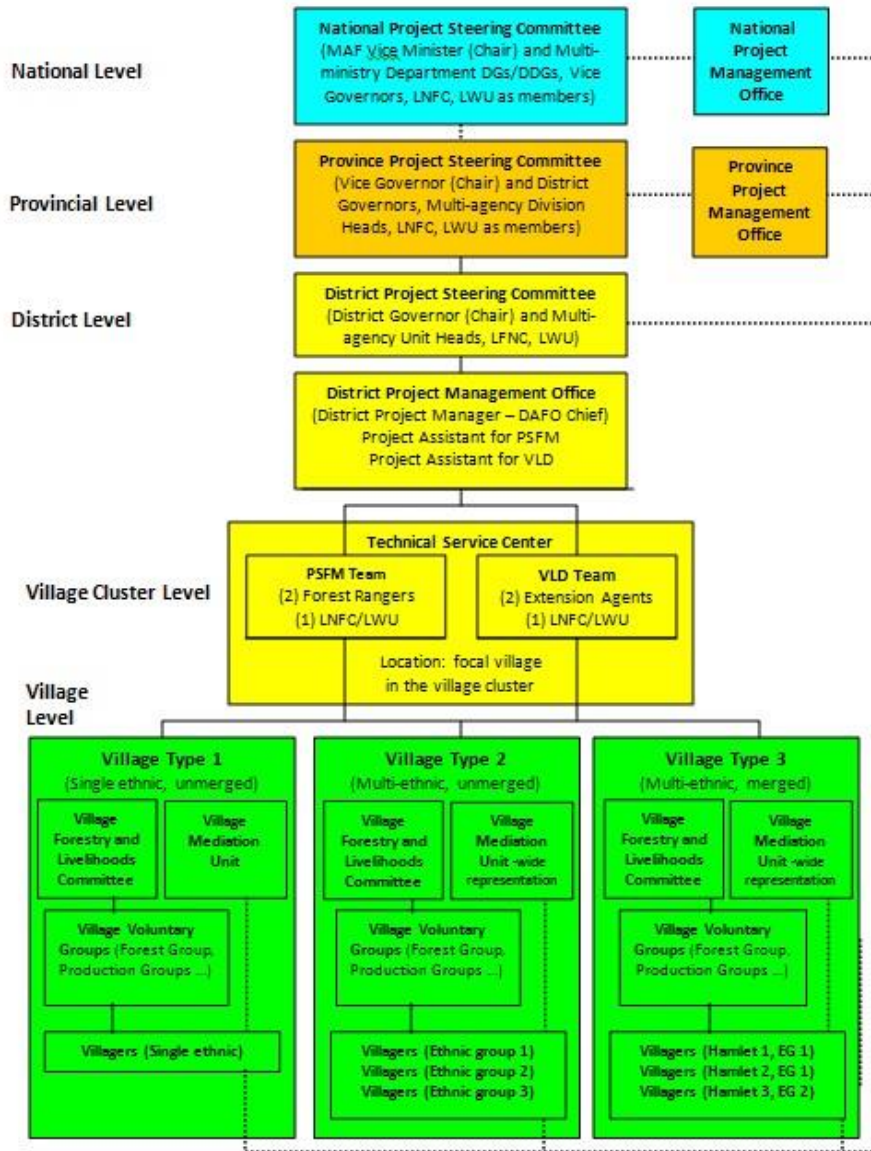 National Level
National Project Steering Committee
(MAF Vice Minister (Chair) and Multi-
ministry Department DGs/DDGs, Vice
Governors, LNFC, LWU as members)
National
Project
Management
Office
Provincial Level
Province Project Steering Committee
(Vice Governor (Chair) and District
Governors, Multi-agency Division
Heads, LNFC, LWU as members)
Province
Project
Management
Office
District Level
District Project Steering Committee
(District Governor (Chair) and Multi-
agency Unit Heads, LFNC, LWU)
District Project Management Office
(District Project Manager – DAFO Chief)
Project Assistant for PSFM
Project Assistant for VLD
Village Cluster Level
Technical Service Center
PSFM Team
(2) Forest Rangers
(1) LNFC/LWU
VLD Team
(2) Extension Agents
(1) LNFC/LWU
Location: focal village
in the village cluster
Village
Level
Village Type 1
(Single ethnic, unmerged)
Village
Forestry and
Livelihoods
Committee
Village
Mediation
Unit
Village Voluntary
Groups (Forest Group,
Production Groups ...)
Villagers (Single ethnic)
Village Type 2
(Multi-ethnic, unmerged)
Village
Forestry and
Livelihoods
Committee
Village
Mediation
Unit -wide
representation
Village Voluntary
Groups (Forest Group,
Production Groups ...)
Villagers (Ethnic group 1)
Villagers (Ethnic group 2)
Villagers (Ethnic group 3)
Village Type 3
(Multi-ethnic, merged)
Village
Forestry and
Livelihoods
Committee
Village
Mediation
Unit -wide
representation
Village Voluntary
Groups (Forest Group,
Production Groups ...)
Villagers (Hamlet 1, EG 1)
Villagers (Hamlet 2, EG 1)
Villagers (Hamlet 3, EG 2)